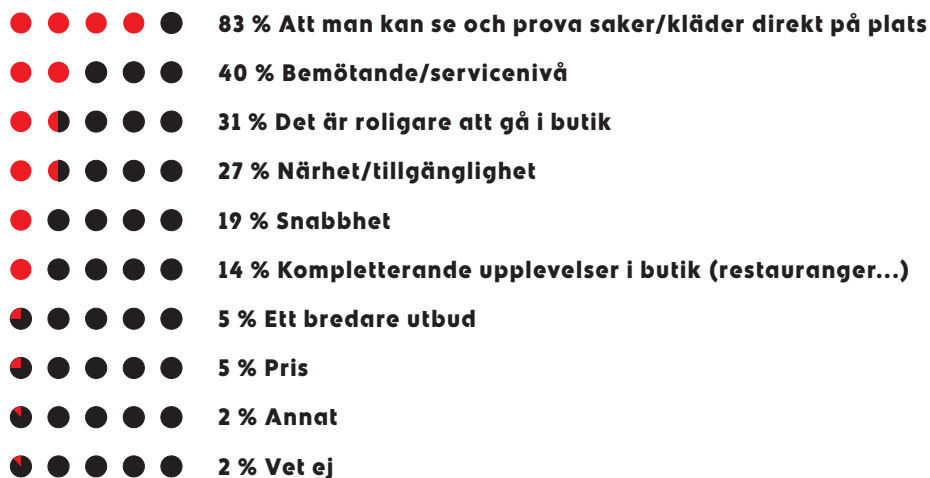 83 % Att man kan se och prova saker/kläder direkt på plats
40 % Bemötande/servicenivå
31 % Det är roligare att gå i butik
27 % Närhet/tillgänglighet
19 % Snabbhet
14 % Kompletterande upplevelser i butik (restauranger...)
5 % Ett bredare utbud
5 % Pris
2 % Annat
2 % Vet ej